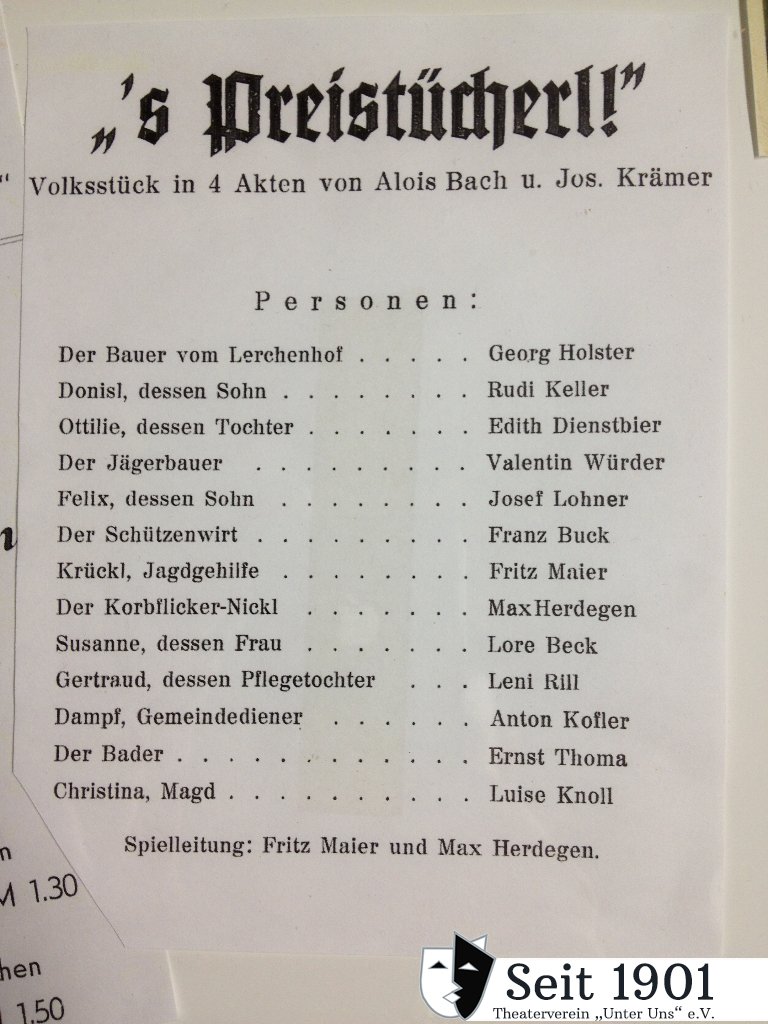 „'s Preistücherl!"
Volksstück in 4 Akten von Alois Bach u. Jos. Krämer
Personen:
Der Bauer vom Lerchenhof . . . . . Georg Holster
Donisl, dessen Sohn . . . . . . . . Rudi Keller
Ottilie, dessen Tochter . . . . . . . Edith Dienstbier
Der Jägerbauer . . . . . . . . . Valentin Würder
Felix, dessen Sohn . . . . . . . . Josef Lohner
Der Schützenwirt . . . . . . . . . Franz Buck
Krückl, Jagdgehilfe . . . . . . . . Fritz Maier
Der Korbflicker-Nickl . . . . . . . Max Herdegen
Susanne, dessen Frau . . . . . . . Lore Beck
Gertraud, dessen Pflegetochter . . . Leni Rill
Dampf, Gemeindediener . . . . . . Anton Kofler
Der Bader . . . . . . . . . . . . Ernst Thoma
Christina, Magd . . . . . . . . . . Luise Knoll
Spielleitung: Fritz Maier und Max Herdegen.
1.30
1.50
Seit 1901
Theaterverein „Unter Uns" e.V.